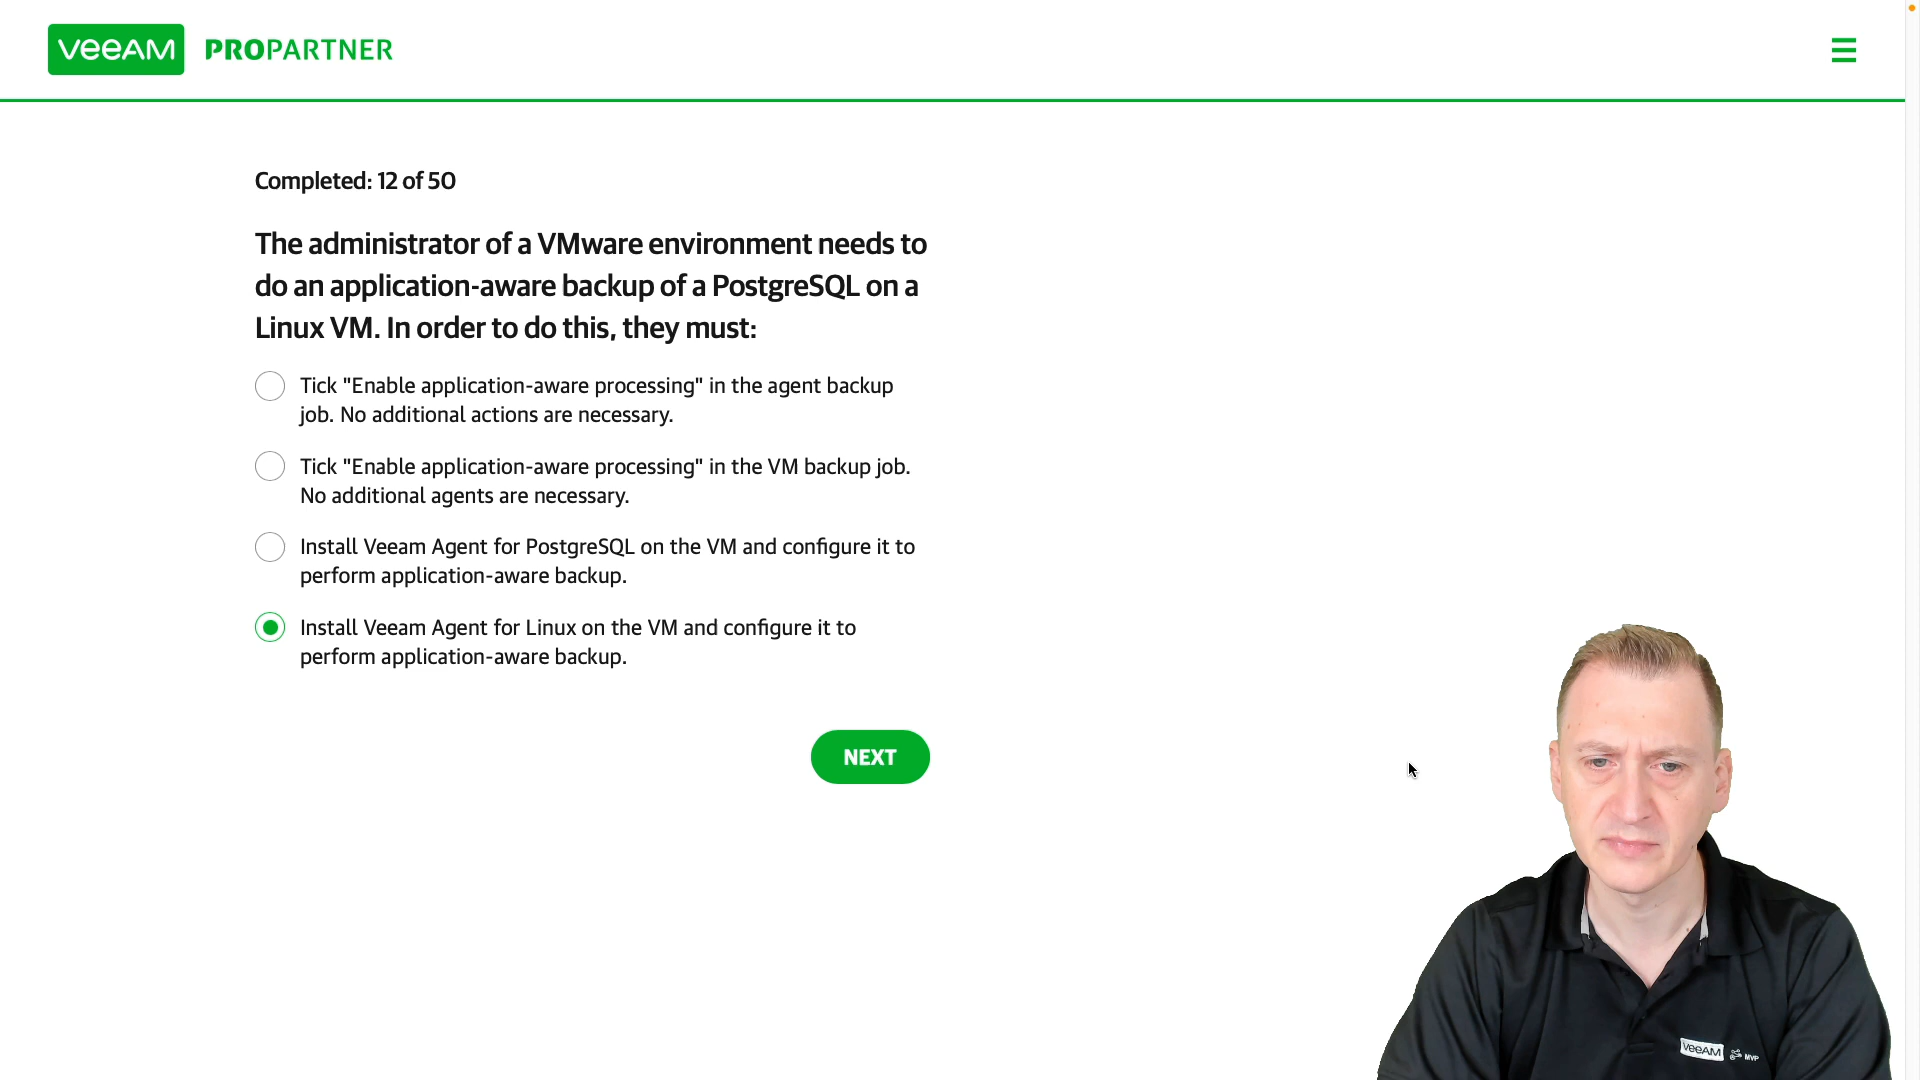 veeAM PROPARTNER
Completed: 12 of 50
The administrator of a VMware environment needs to
do an application-aware backup of a PostgreSQL on a
Linux VM. In order to do this, they must:
Tick "Enable application-aware processing" in the agent backup
job. No additional actions are necessary.
Tick "Enable application-aware processing" in the VM backup job.
No additional agents are necessary.
Install Veeam Agent for PostgreSQL on the VM and configure it to
perform application-aware backup.
Install Veeam Agent for Linux on the VM and configure it to
perform application-aware backup.
NEXT
veeAM MVP